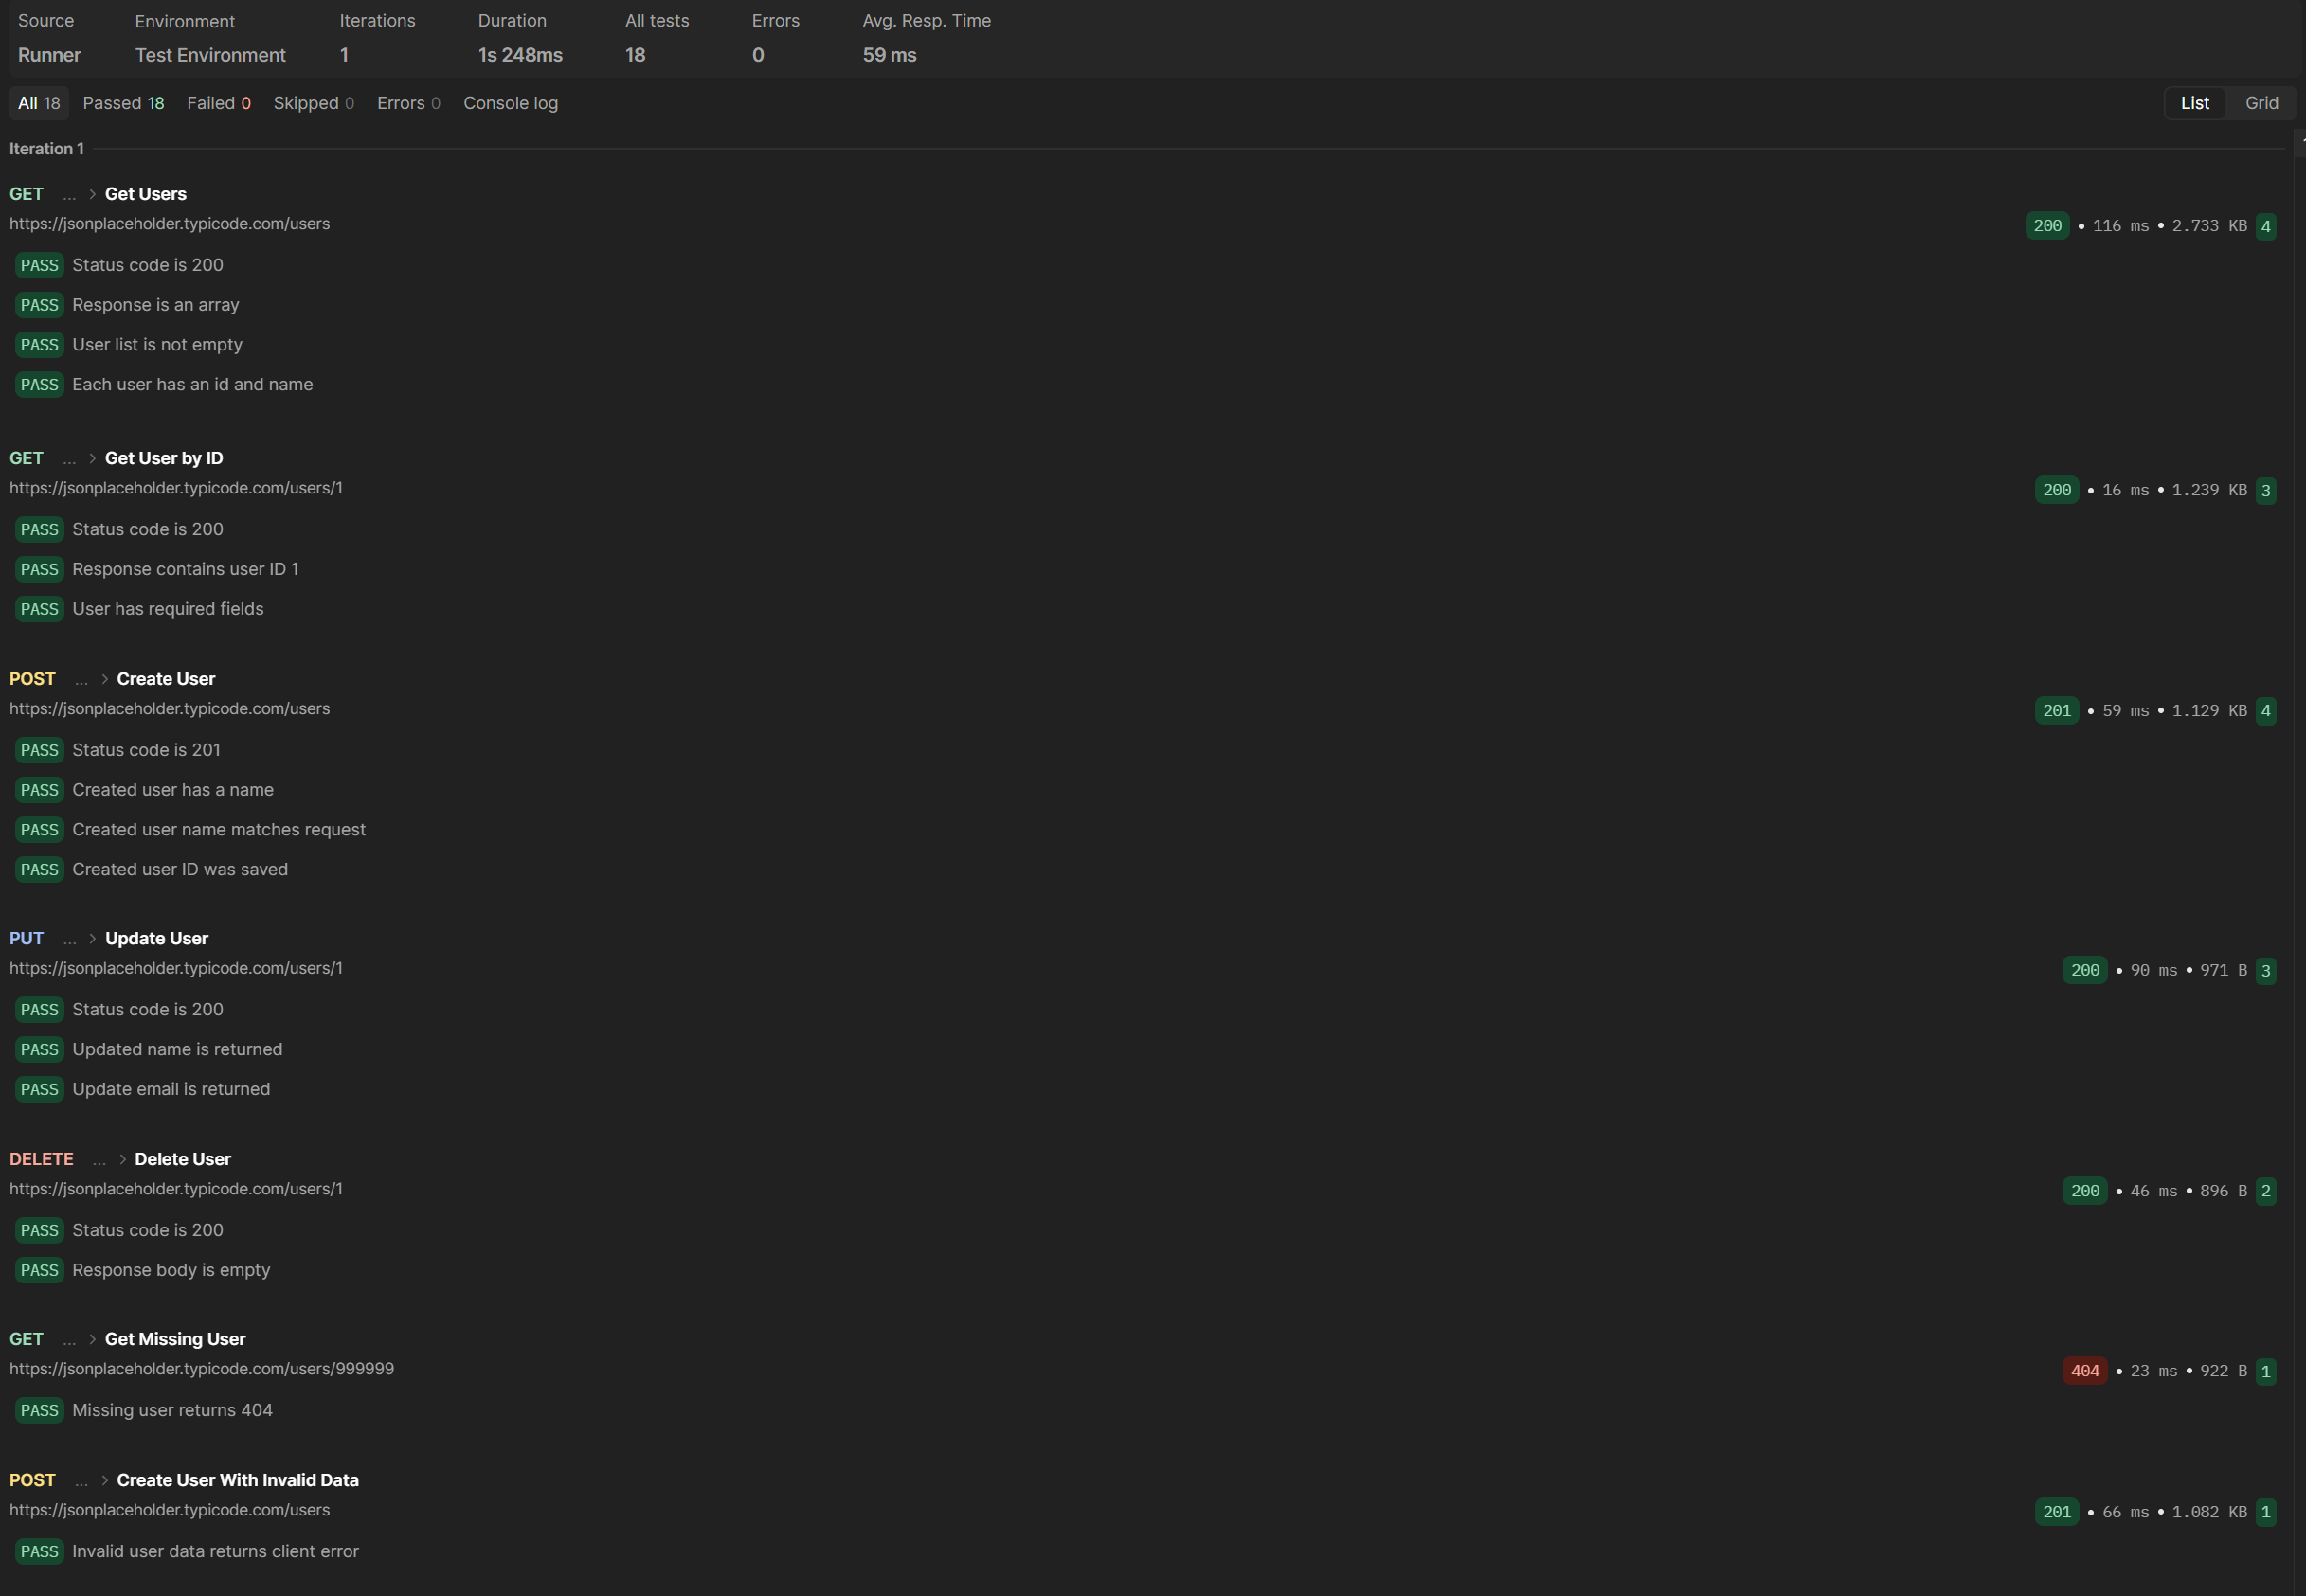 Source Environment Iterations Duration All tests Errors Avg. Resp. Time
Runner Test Environment 1 1s 248ms 18 0 59 ms
All 18 Passed 18 Failed 0 Skipped 0 Errors 0 Console log List Grid
Iteration 1
GET ... > Get Users
https://jsonplaceholder.typicode.com/users 200 • 116 ms • 2.733 KB 4
PASS Status code is 200
PASS Response is an array
PASS User list is not empty
PASS Each user has an id and name
GET ... > Get User by ID
https://jsonplaceholder.typicode.com/users/1 200 • 16 ms • 1.239 KB 3
PASS Status code is 200
PASS Response contains user ID 1
PASS User has required fields
POST ... > Create User
https://jsonplaceholder.typicode.com/users 201 • 59 ms • 1.129 KB 4
PASS Status code is 201
PASS Created user has a name
PASS Created user name matches request
PASS Created user ID was saved
PUT ... > Update User
https://jsonplaceholder.typicode.com/users/1 200 • 90 ms • 971 B 3
PASS Status code is 200
PASS Updated name is returned
PASS Update email is returned
DELETE ... > Delete User
https://jsonplaceholder.typicode.com/users/1 200 • 46 ms • 896 B 2
PASS Status code is 200
PASS Response body is empty
GET ... > Get Missing User
https://jsonplaceholder.typicode.com/users/999999 404 • 23 ms • 922 B 1
PASS Missing user returns 404
POST ... > Create User With Invalid Data
https://jsonplaceholder.typicode.com/users 201 • 66 ms • 1.082 KB 1
PASS Invalid user data returns client error